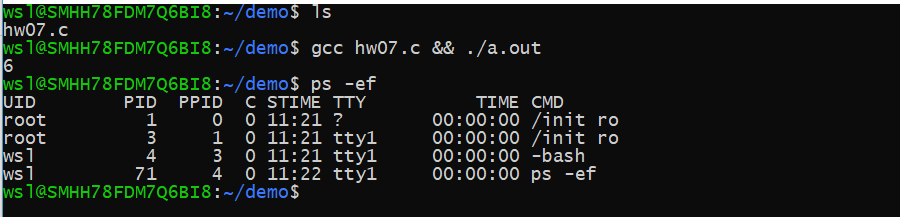 wsl@SMHH78FDM7Q6BI8:~/demo$ ls
hw07.c
wsl@SMHH78FDM7Q6BI8:~/demo$ gcc hw07.c && ./a.out
6
wsl@SMHH78FDM7Q6BI8:~/demo$ ps -ef
UID        PID  PPID  C STIME TTY          TIME CMD
root         1     0  0 11:21 ?        00:00:00 /init ro
root         3     1  0 11:21 tty1     00:00:00 /init ro
wsl          4     3  0 11:21 tty1     00:00:00 -bash
wsl         71     4  0 11:22 tty1     00:00:00 ps -ef
wsl@SMHH78FDM7Q6BI8:~/demo$